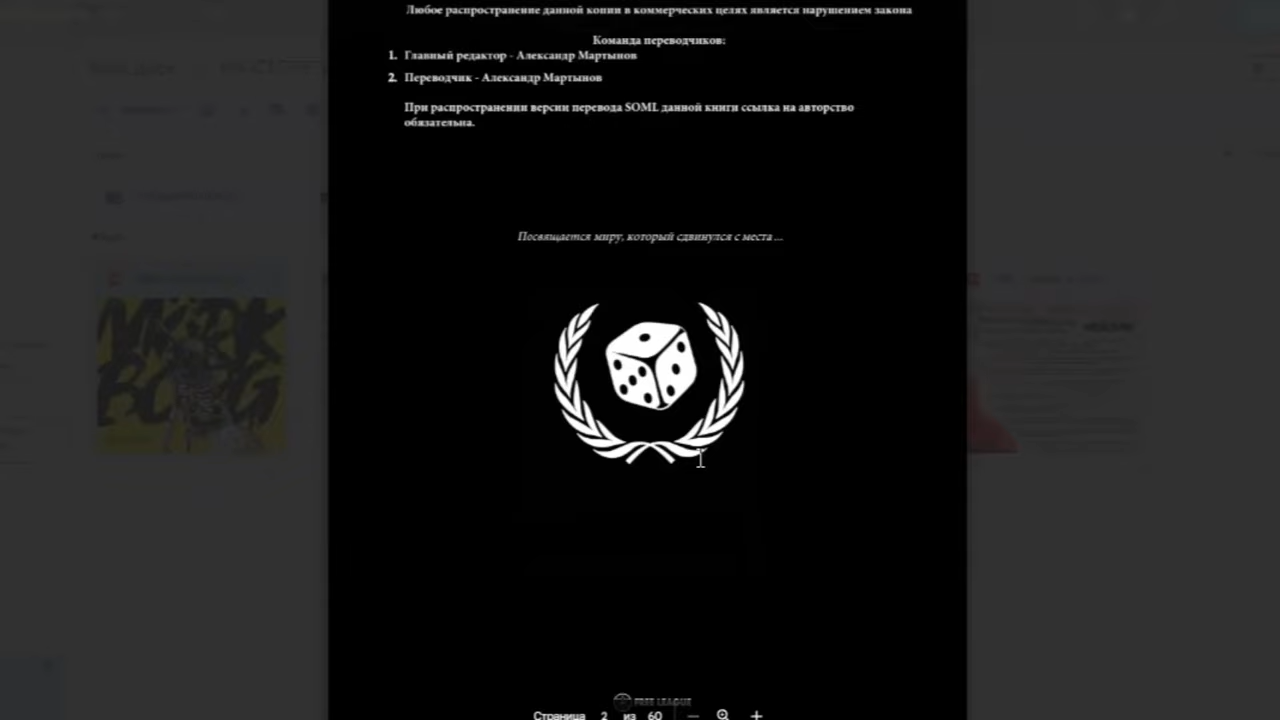 Любое распространение данной копии в коммерческих целях является нарушением закона
Команда переводчиков:
1. Главный редактор - Александр Мартынов
2. Переводчик - Александр Мартынов
При распространении версии перевода SOML данной книги ссылка на авторство
обязательна.
Посвящается миру, который сдвинулся с места ...
FREE LEAGUE
Страница 2 из 60